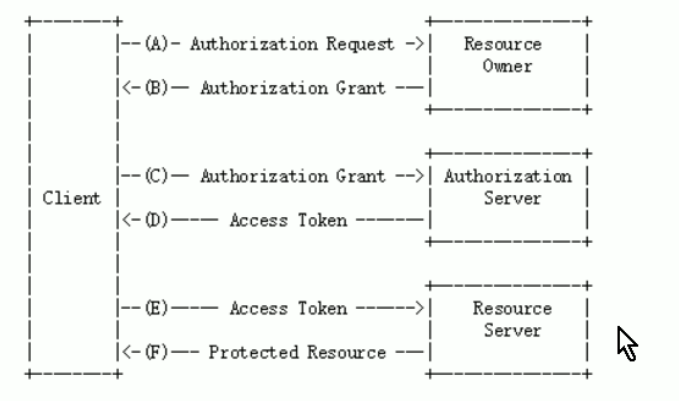 (A) Authorization Request
Resource
Owner
(B) Authorization Grant
(C) Authorization Grant
Authorization
Server
Client
(D) Access Token
(E) Access Token
Resource
Server
(F) Protected Resource